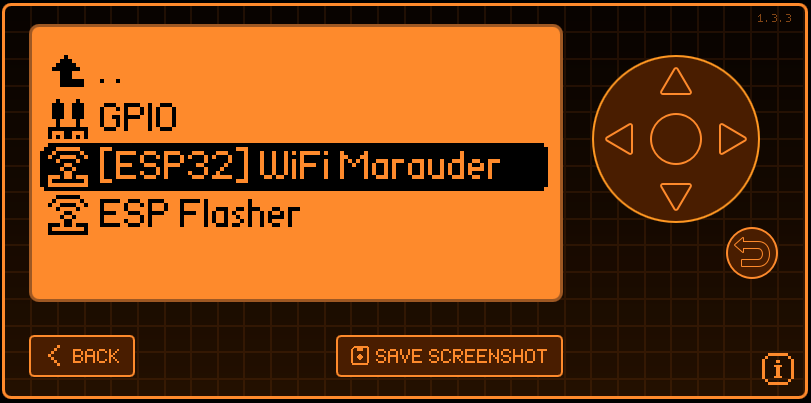 1.3.3
..
GPIO
[ESP32] WiFi Marauder
ESP Flasher
BACK
SAVE SCREENSHOT
i